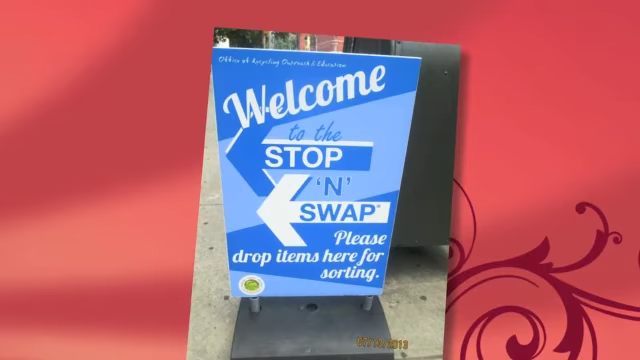 Office of Recycling Outreach & Education
Welcome
to the
STOP
'N'
SWAP®
Please
drop items here for
sorting.